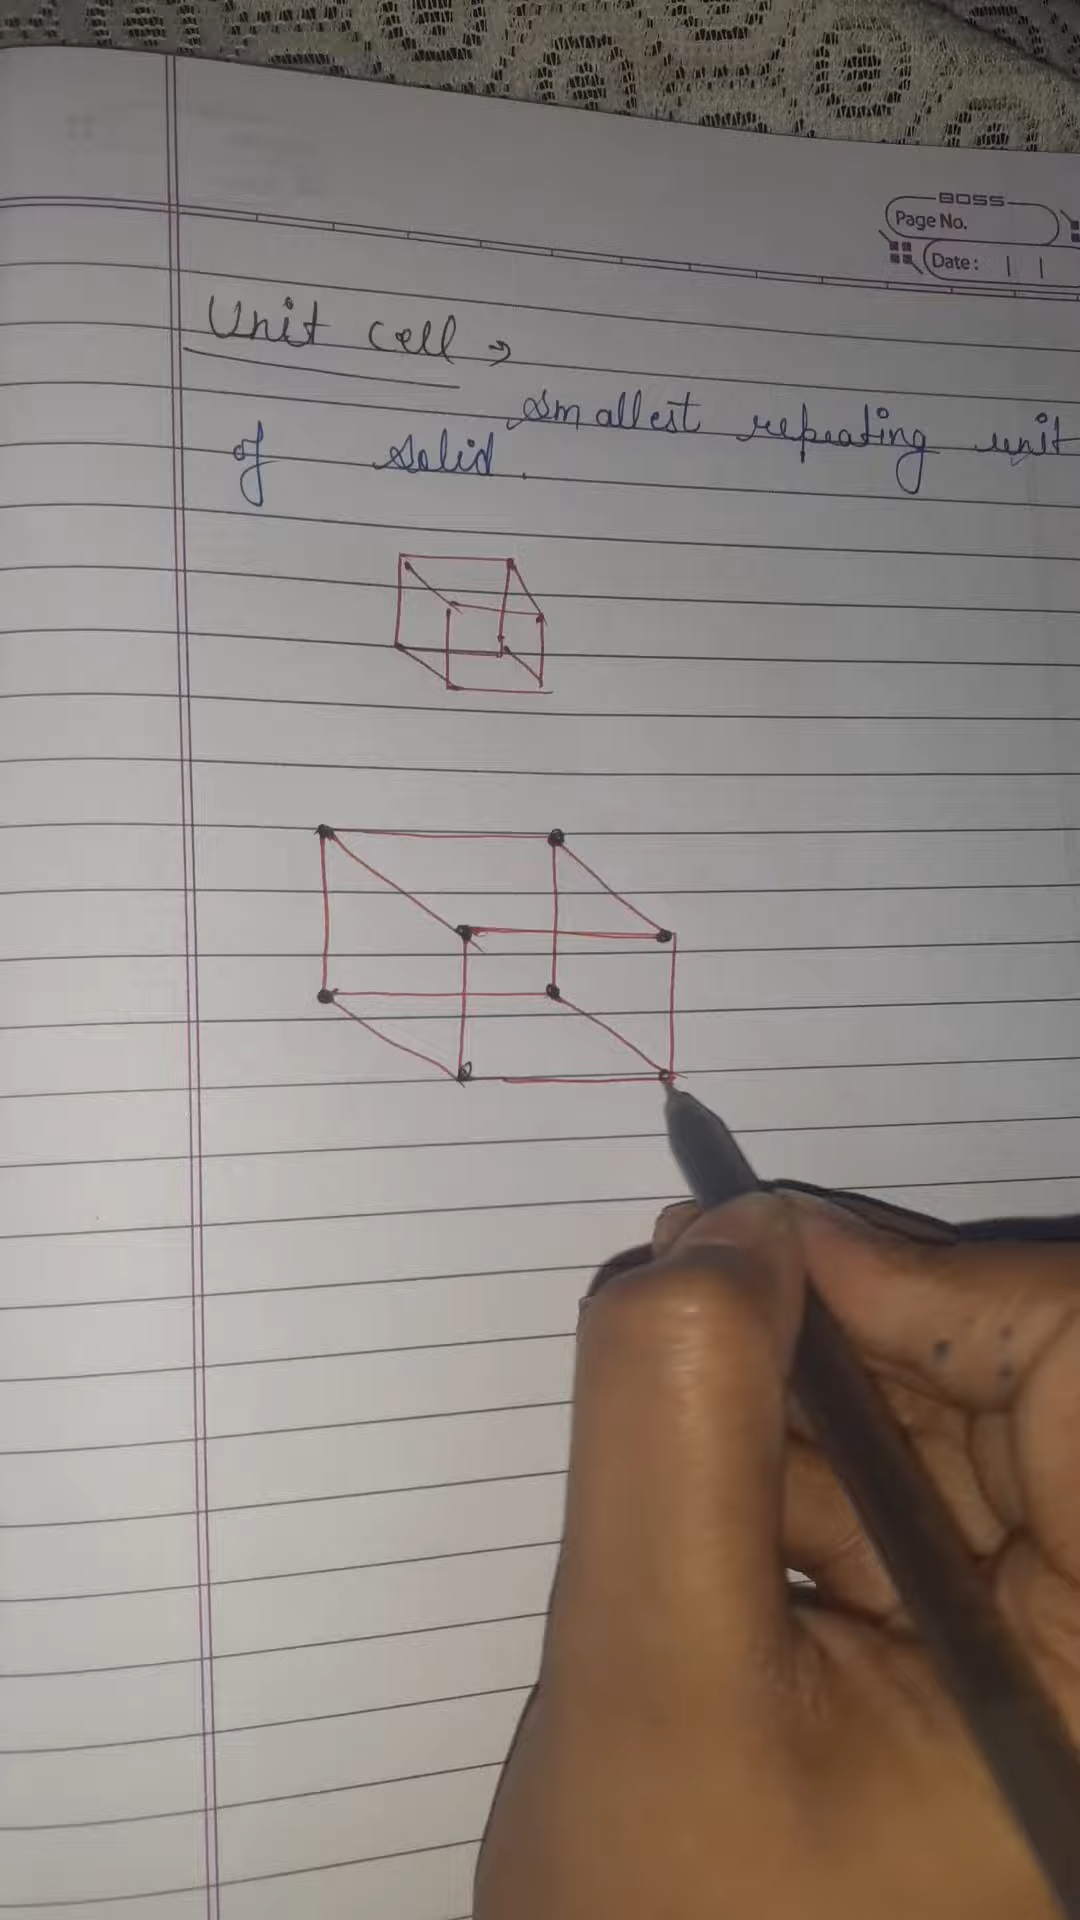 BOSS
Page No.
Date:
Unit cell →
smallest repeating unit
of solid.